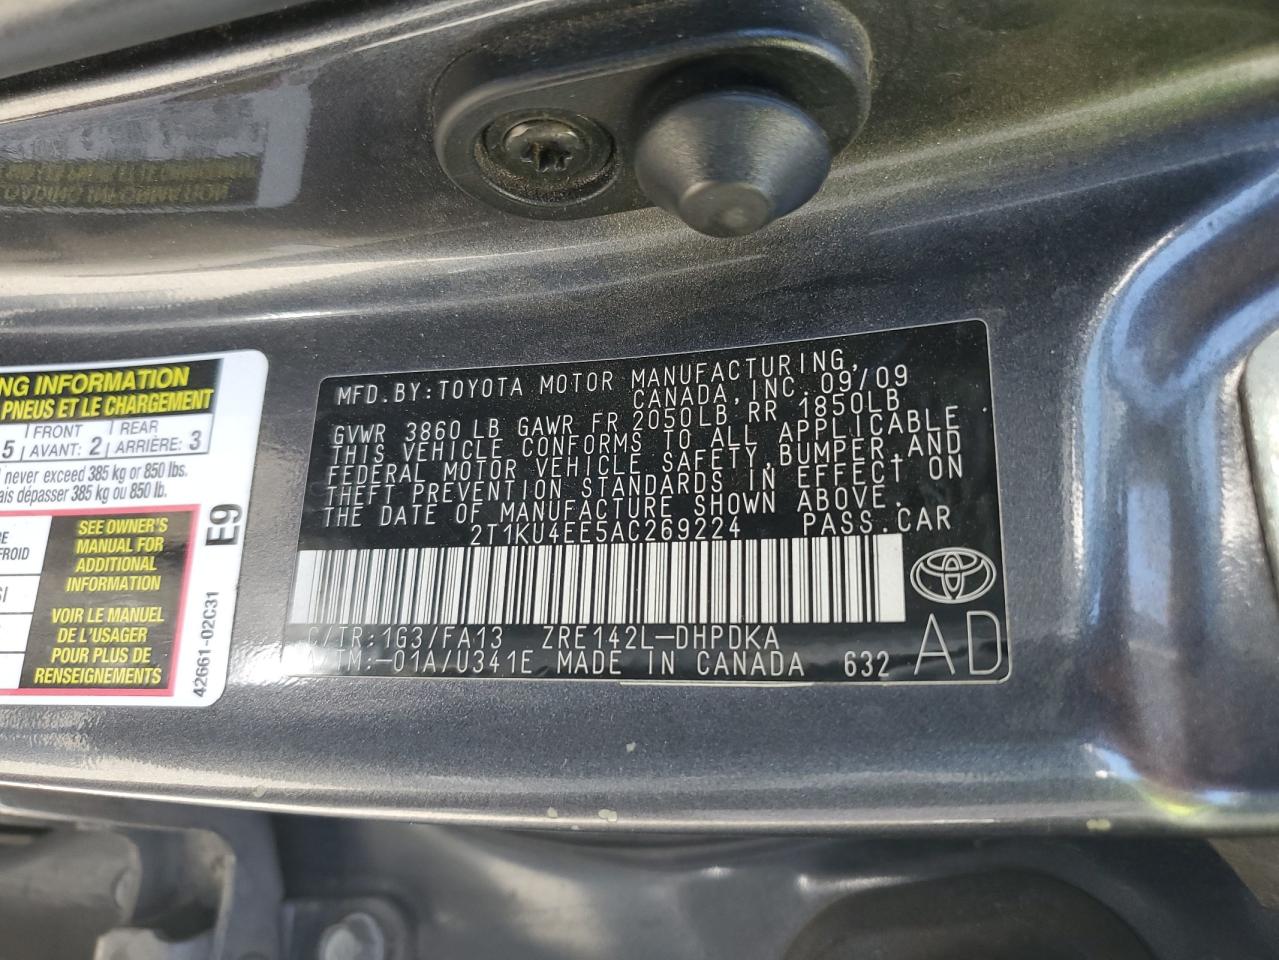 NG INFORMATION
PNEUS ET LE CHARGEMENT
5 FRONT REAR
AVANT: 2 ARRIÈRE: 3
never exceed 385 kg or 850 lbs.
ais dépasser 385 kg ou 850 lb.
SEE OWNER'S
MANUAL FOR
ADDITIONAL
INFORMATION
VOIR LE MANUEL
DE L'USAGER
POUR PLUS DE
RENSEIGNEMENTS
E9
42661-02C31
MFD. BY: TOYOTA MOTOR MANUFACTURING,
CANADA, INC. 09/09
GVWR 3860 LB GAWR FR 2050LB RR 1850LB
THIS VEHICLE CONFORMS TO ALL APPLICABLE
FEDERAL MOTOR VEHICLE SAFETY, BUMPER, AND
THEFT PREVENTION STANDARDS IN EFFECT ON
THE DATE OF MANUFACTURE SHOWN ABOVE.
2T1KU4EE5AC269224 PASS. CAR
C/TR:1G3/FA13 ZRE142L-DHPDKA
A/TM:-01A/U341E MADE IN CANADA 632 AD